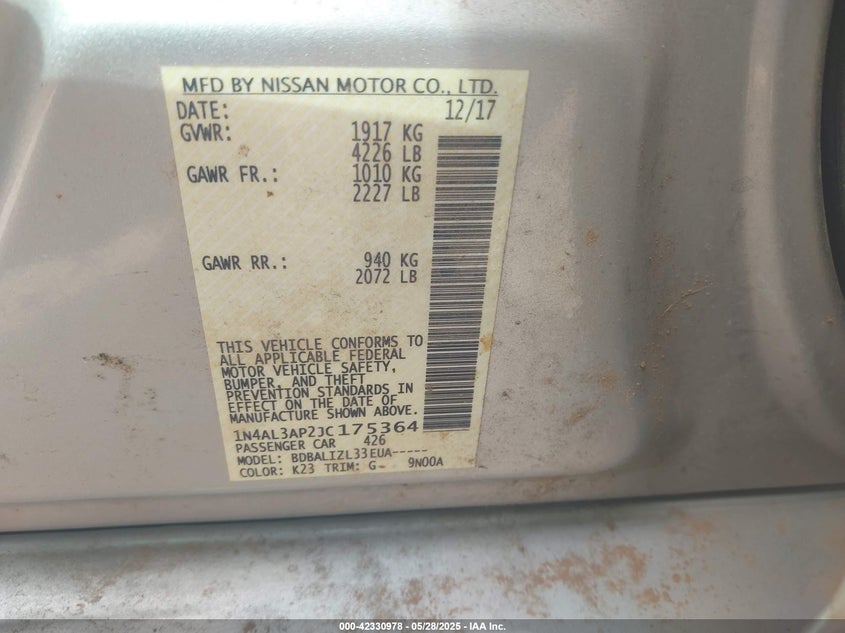 MFD BY NISSAN MOTOR CO., LTD.
DATE: 12/17
GVWR: 1917 KG
4226 LB
GAWR FR.: 1010 KG
2227 LB
GAWR RR.: 940 KG
2072 LB
THIS VEHICLE CONFORMS TO
ALL APPLICABLE FEDERAL
MOTOR VEHICLE SAFETY,
BUMPER, AND THEFT
PREVENTION STANDARDS IN
EFFECT ON THE DATE OF
MANUFACTURE SHOWN ABOVE.
1N4AL3AP2JC175364
PASSENGER CAR 426
MODEL: BDBALIZL33EUA-----
COLOR: K23 TRIM: G 9N00A
000-42330978 - 05/28/2025 - IAA Inc.